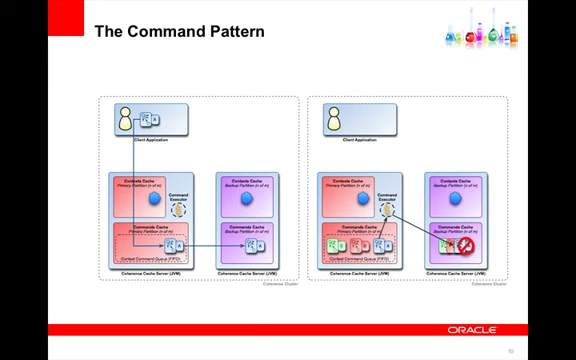 The Command Pattern
A
Client Application
Contexts Cache
Primary Partition (n of m)
Command
Executor
Commands Cache
Primary Partition (n of m)
A
Context Command Queue (FIFO)
Coherence Cache Server (JVM)
Contexts Cache
Backup Partition (n of m)
Commands Cache
Backup Partition (n of m)
A
Coherence Cache Server (JVM)
Coherence Cluster
Client Application
Contexts Cache
Primary Partition (n of m)
Command
Executor
Commands Cache
Primary Partition (n of m)
C
B
A
Context Command Queue (FIFO)
Coherence Cache Server (JVM)
Contexts Cache
Backup Partition (n of m)
Commands Cache
Backup Partition (n of m)
Coherence Cache Server (JVM)
Coherence Cluster
ORACLE